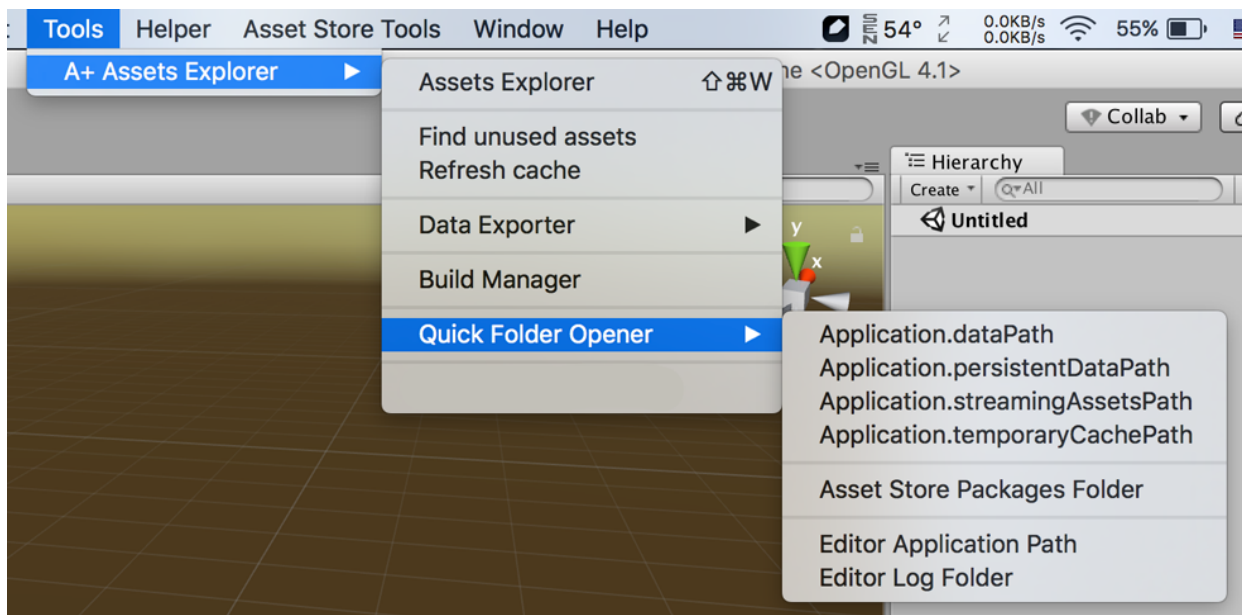 Tools Helper Asset Store Tools Window Help SEN 54° 0.0KB/s 55%
0.0KB/s
A+ Assets Explorer
<OpenGL 4.1>
Assets Explorer ⇧⌘W
Collab
Find unused assets
Refresh cache
Hierarchy
Create All
Untitled
Data Exporter
y
x
Build Manager
Quick Folder Opener
Application.dataPath
Application.persistentDataPath
Application.streamingAssetsPath
Application.temporaryCachePath
Asset Store Packages Folder
Editor Application Path
Editor Log Folder